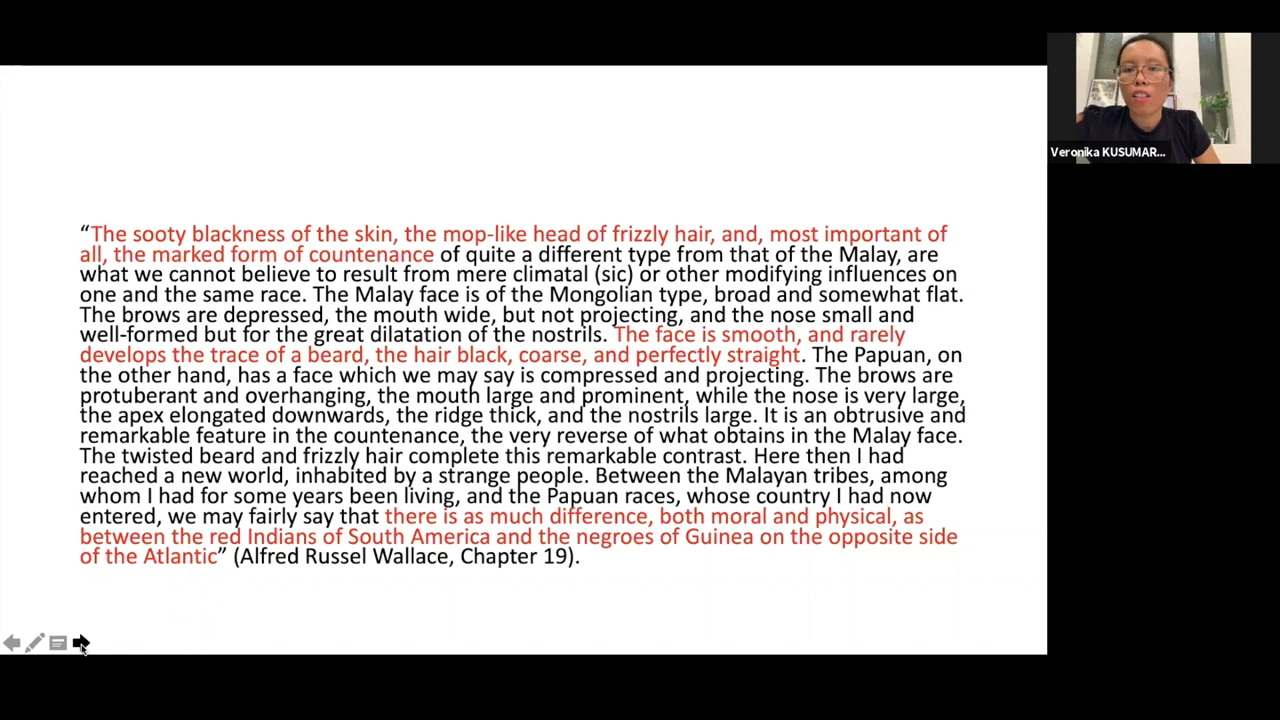 “The sooty blackness of the skin, the mop-like head of frizzly hair, and, most important of
all, the marked form of countenance of quite a different type from that of the Malay, are
what we cannot believe to result from mere climatal (sic) or other modifying influences on
one and the same race. The Malay face is of the Mongolian type, broad and somewhat flat.
The brows are depressed, the mouth wide, but not projecting, and the nose small and
well-formed but for the great dilatation of the nostrils. The face is smooth, and rarely
develops the trace of a beard, the hair black, coarse, and perfectly straight. The Papuan, on
the other hand, has a face which we may say is compressed and projecting. The brows are
protuberant and overhanging, the mouth large and prominent, while the nose is very large,
the apex elongated downwards, the ridge thick, and the nostrils large. It is an obtrusive and
remarkable feature in the countenance, the very reverse of what obtains in the Malay face.
The twisted beard and frizzly hair complete this remarkable contrast. Here then I had
reached a new world, inhabited by a strange people. Between the Malayan tribes, among
whom I had for some years been living, and the Papuan races, whose country I had now
entered, we may fairly say that there is as much difference, both moral and physical, as
between the red Indians of South America and the negroes of Guinea on the opposite side
of the Atlantic” (Alfred Russel Wallace, Chapter 19).
Veronika KUSUMAR...